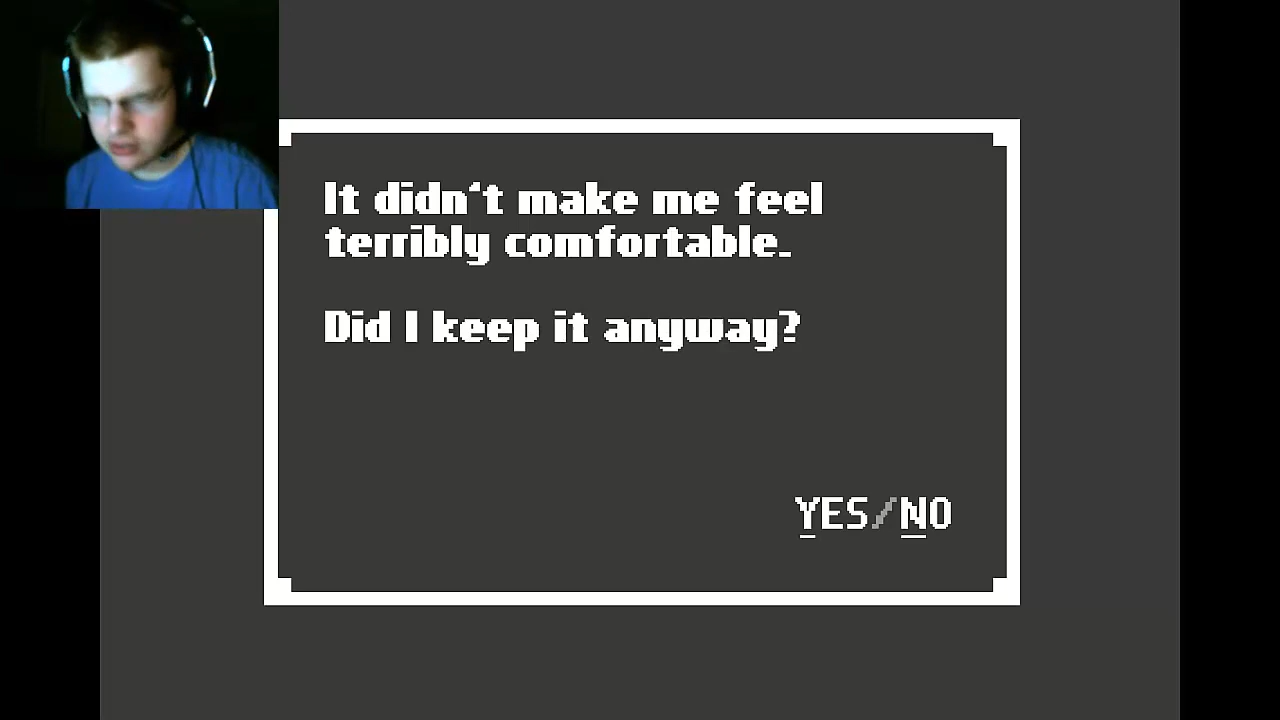 It didn't make me feel
terribly comfortable.
Did I keep it anyway?
YES/NO